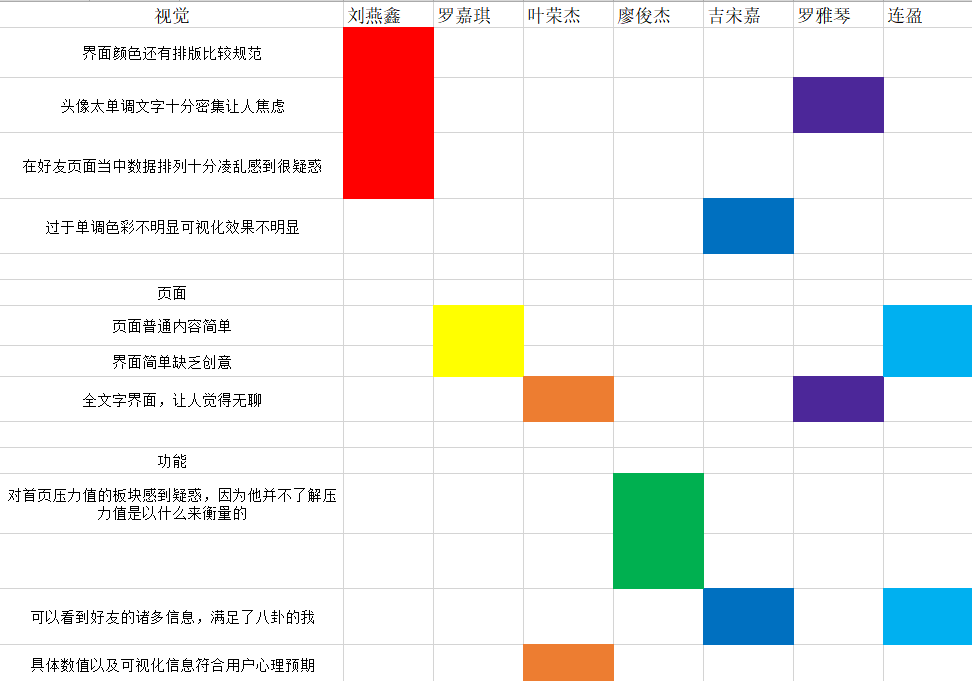 视觉 刘燕鑫 罗嘉琪 叶荣杰 廖俊杰 吉宋嘉 罗雅琴 连盈
界面颜色还有排版比较规范
头像太单调文字十分密集让人焦虑
在好友页面当中数据排列十分凌乱感到很疑惑
过于单调色彩不明显可视化效果不明显
页面
页面普通内容简单
界面简单缺乏创意
全文字界面，让人觉得无聊
功能
对首页压力值的板块感到疑惑，因为他并不了解压
力值是以什么来衡量的
可以看到好友的诸多信息，满足了八卦的我
具体数值以及可视化信息符合用户心理预期